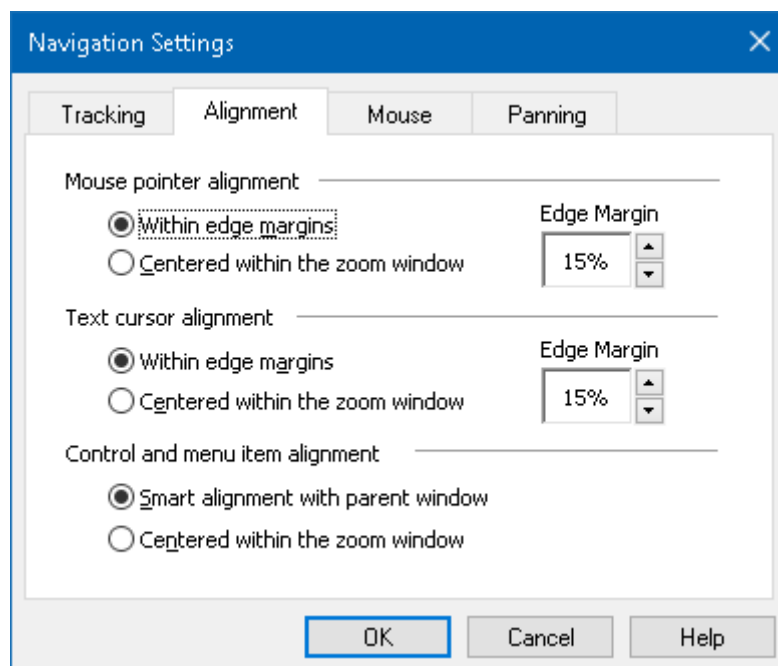 Navigation Settings
Tracking Alignment Mouse Panning
Mouse pointer alignment
Within edge margins
Centered within the zoom window
Edge Margin
15%
Text cursor alignment
Within edge margins
Centered within the zoom window
Edge Margin
15%
Control and menu item alignment
Smart alignment with parent window
Centered within the zoom window
OK Cancel Help